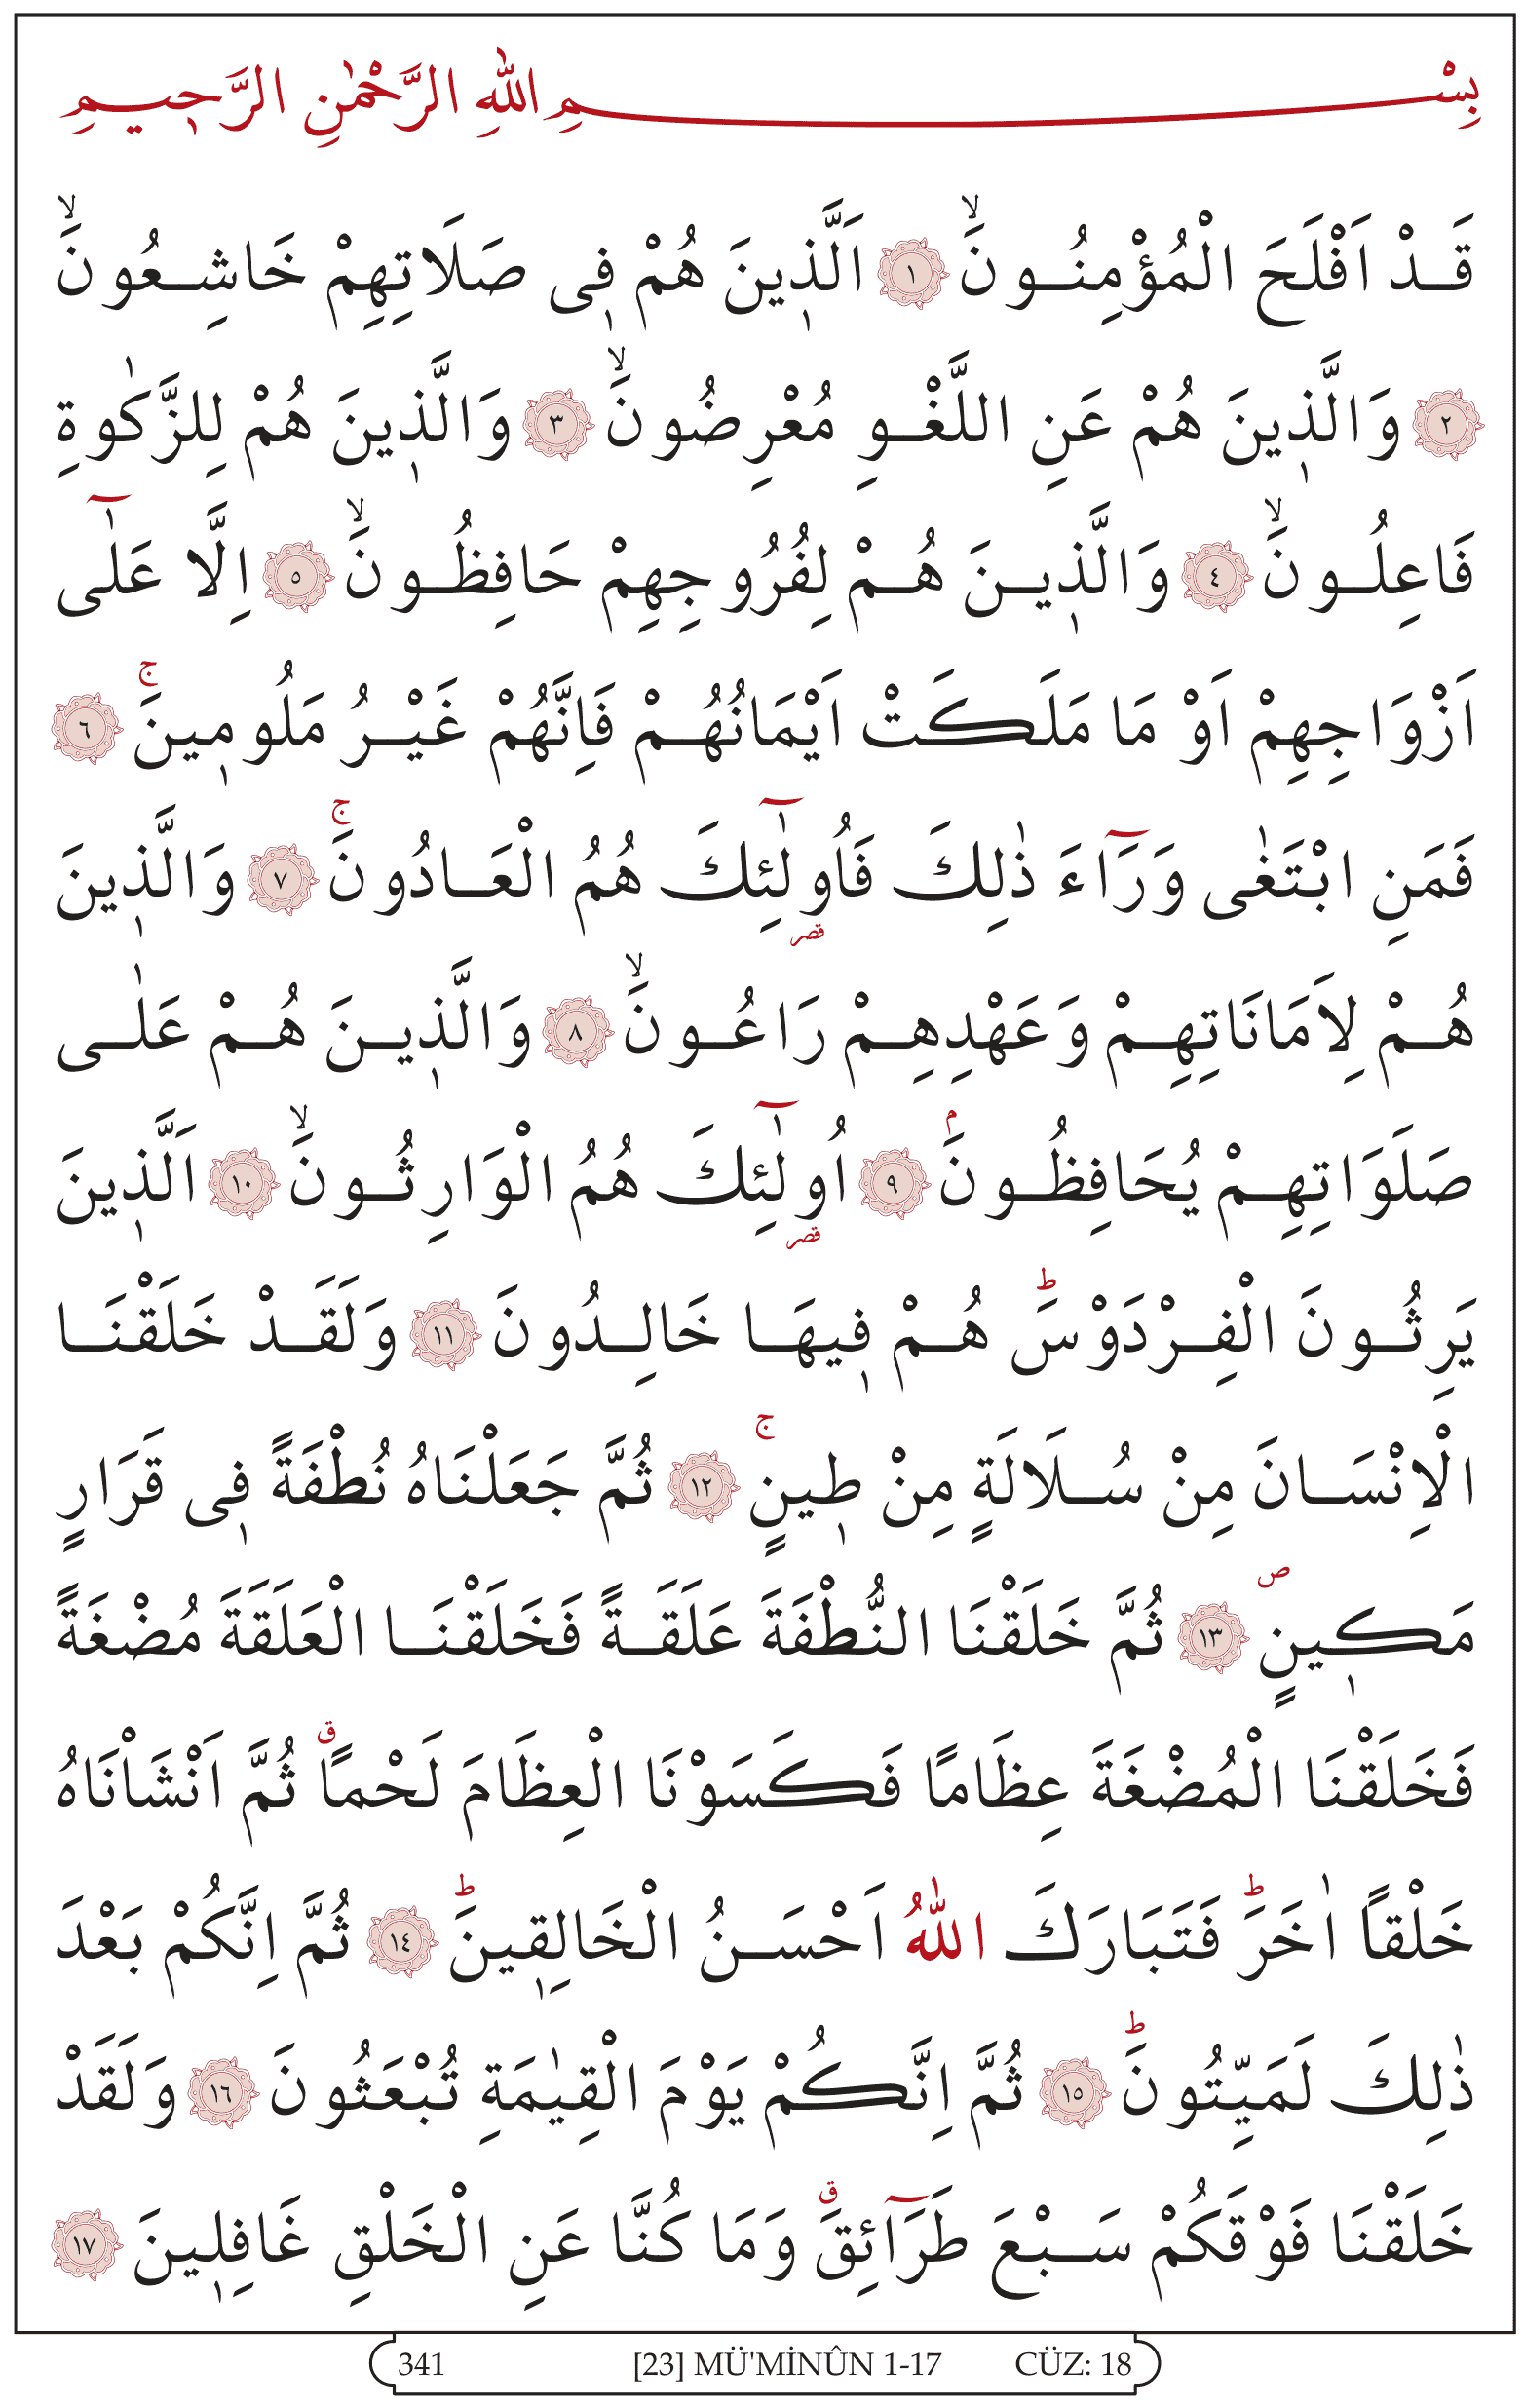 بِسْــــــــــــــــمِ اللّٰهِ الرَّحْمٰنِ الرَّح۪يمِ
قَدْ اَفْلَحَ الْمُؤْمِنُونَۙ ﴿١﴾ اَلَّذ۪ينَ هُمْ ف۪ى صَلَاتِهِمْ خَاشِعُونَۙ
﴿٢﴾ وَالَّذ۪ينَ هُمْ عَنِ اللَّغْوِ مُعْرِضُونَۙ ﴿٣﴾ وَالَّذ۪ينَ هُمْ لِلزَّكٰوةِ
فَاعِلُونَۙ ﴿٤﴾ وَالَّذ۪ينَ هُمْ لِفُرُوجِهِمْ حَافِظُونَۙ ﴿٥﴾ اِلَّا عَلٰٓى
اَزْوَاجِهِمْ اَوْ مَا مَلَكَتْ اَيْمَانُهُمْ فَاِنَّهُمْ غَيْرُ مَلُوم۪ينَۚ ﴿٦﴾
فَمَنِ ابْتَغٰى وَرَٓاءَ ذٰلِكَ فَاُو۬لٰٓئِكَ هُمُ الْعَادُونَۚ ﴿٧﴾ وَالَّذ۪ينَ
قصر
هُمْ لِاَمَانَاتِهِمْ وَعَهْدِهِمْ رَاعُونَۙ ﴿٨﴾ وَالَّذ۪ينَ هُمْ عَلٰى
صَلَوَاتِهِمْ يُحَافِظُونَۢ ﴿٩﴾ اُو۬لٰٓئِكَ هُمُ الْوَارِثُونَۙ ﴿١٠﴾ اَلَّذ۪ينَ
قصر
يَرِثُونَ الْفِرْدَوْسَۜ هُمْ ف۪يهَا خَالِدُونَ ﴿١١﴾ وَلَقَدْ خَلَقْنَا
الْاِنْسَانَ مِنْ سُلَالَةٍ مِنْ ط۪ينٍۚ ﴿١٢﴾ ثُمَّ جَعَلْنَاهُ نُطْفَةً ف۪ى قَرَارٍ
مَك۪ينٍۖ ﴿١٣﴾ ثُمَّ خَلَقْنَا النُّطْفَةَ عَلَقَةً فَخَلَقْنَا الْعَلَقَةَ مُضْغَةً
فَخَلَقْنَا الْمُضْغَةَ عِظَامًا فَكَسَوْنَا الْعِظَامَ لَحْمًاۗ ثُمَّ اَنْشَاْنَاهُ
خَلْقاً اٰخَرَۜ فَتَبَارَكَ اللّٰهُ اَحْسَنُ الْخَالِق۪ينَۜ ﴿١٤﴾ ثُمَّ اِنَّكُمْ بَعْدَ
ذٰلِكَ لَمَيِّتُونَۜ ﴿١٥﴾ ثُمَّ اِنَّكُمْ يَوْمَ الْقِيٰمَةِ تُبْعَثُونَ ﴿١٦﴾ وَلَقَدْ
خَلَقْنَا فَوْقَكُمْ سَبْعَ طَرَٓائِقَۗ وَمَا كُنَّا عَنِ الْخَلْقِ غَافِل۪ينَ ﴿١٧﴾
341 [23] MÜ'MİNÛN 1-17 CÜZ: 18